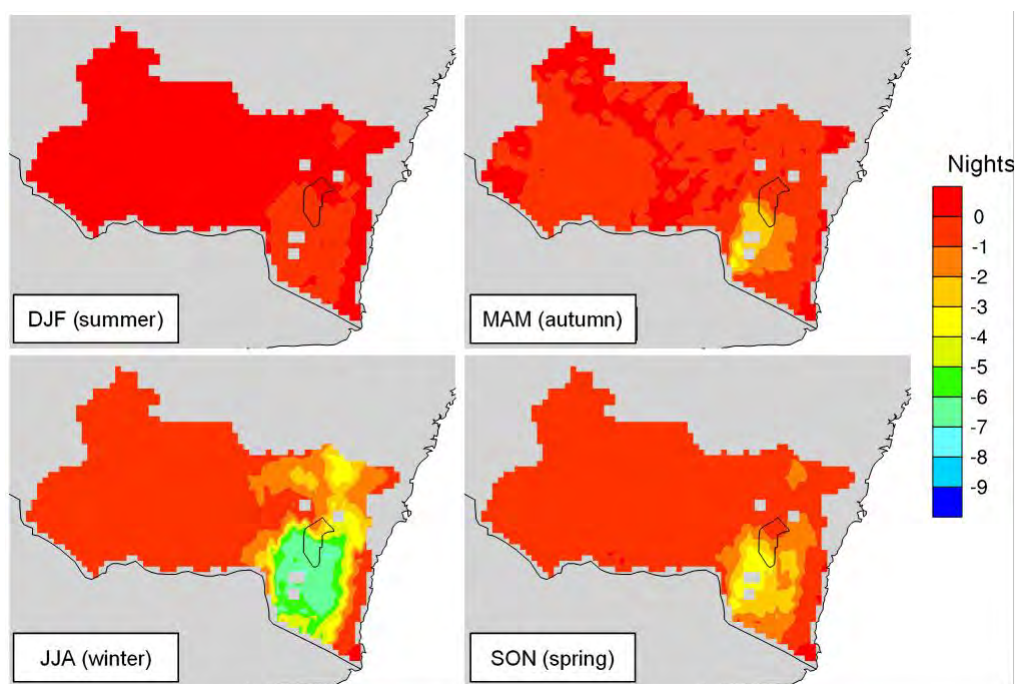 Nights
0
-1
-2
-3
-4
-5
-6
-7
-8
-9
DJF (summer)
MAM (autumn)
JJA (winter)
SON (spring)